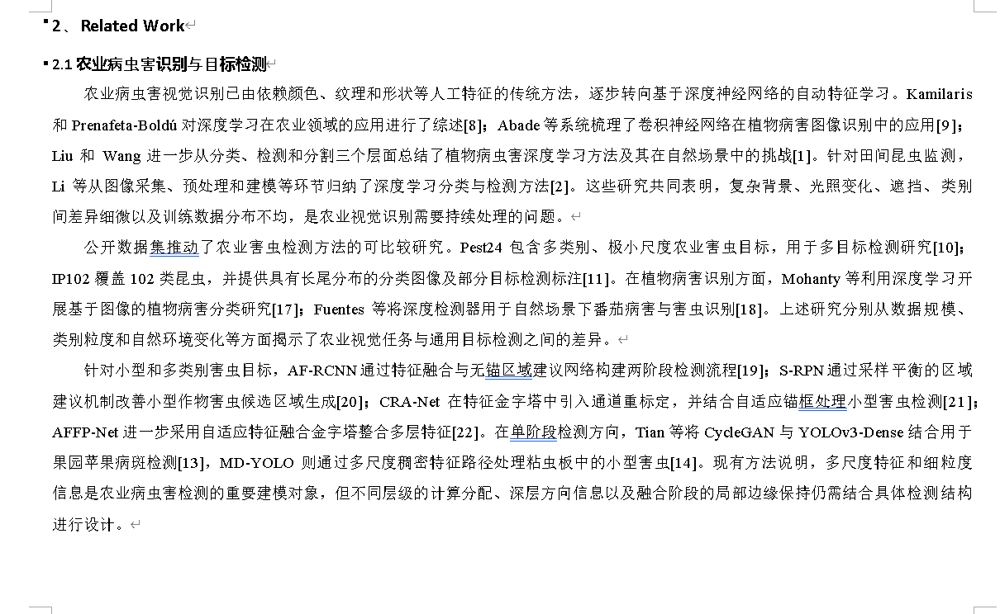 2、Related Work
2.1 农业病虫害识别与目标检测
农业病虫害视觉识别已由依赖颜色、纹理和形状等人工特征的传统方法，逐步转向基于深度神经网络的自动特征学习。Kamilaris
和 Prenafeta-Boldú 对深度学习在农业领域的应用进行了综述[8]；Abade 等系统梳理了卷积神经网络在植物病害图像识别中的应用[9]；
Liu 和 Wang 进一步从分类、检测和分割三个层面总结了植物病虫害深度学习方法及其在自然场景中的挑战[1]。针对田间昆虫监测，
Li 等从图像采集、预处理和建模等环节归纳了深度学习分类与检测方法[2]。这些研究共同表明，复杂背景、光照变化、遮挡、类别
间差异细微以及训练数据分布不均，是农业视觉识别需要持续处理的问题。
公开数据集推动了农业害虫检测方法的可比较研究。Pest24 包含多类别、极小尺度农业害虫目标，用于多目标检测研究[10]；
IP102 覆盖 102 类昆虫，并提供具有长尾分布的分类图像及部分目标检测标注[11]。在植物病害识别方面，Mohanty 等利用深度学习开
展基于图像的植物病害分类研究[17]；Fuentes 等将深度检测器用于自然场景下番茄病害与害虫识别[18]。上述研究分别从数据规模、
类别粒度和自然环境变化等方面揭示了农业视觉任务与通用目标检测之间的差异。
针对小型和多类别害虫目标，AF-RCNN 通过特征融合与无锚区域建议网络构建两阶段检测流程[19]；S-RPN 通过采样平衡的区域
建议机制改善小型作物害虫候选区域生成[20]；CRA-Net 在特征金字塔中引入通道重标定，并结合自适应锚框处理小型害虫检测[21]；
AFFP-Net 进一步采用自适应特征融合金字塔整合多层特征[22]。在单阶段检测方向，Tian 等将 CycleGAN 与 YOLOv3-Dense 结合用于
果园苹果病斑检测[13]，MD-YOLO 则通过多尺度稠密特征路径处理粘虫板中的小型害虫[14]。现有方法说明，多尺度特征和细粒度
信息是农业病虫害检测的重要建模对象，但不同层级的计算分配、深层方向信息以及融合阶段的局部边缘保持仍需结合具体检测结构
进行设计。